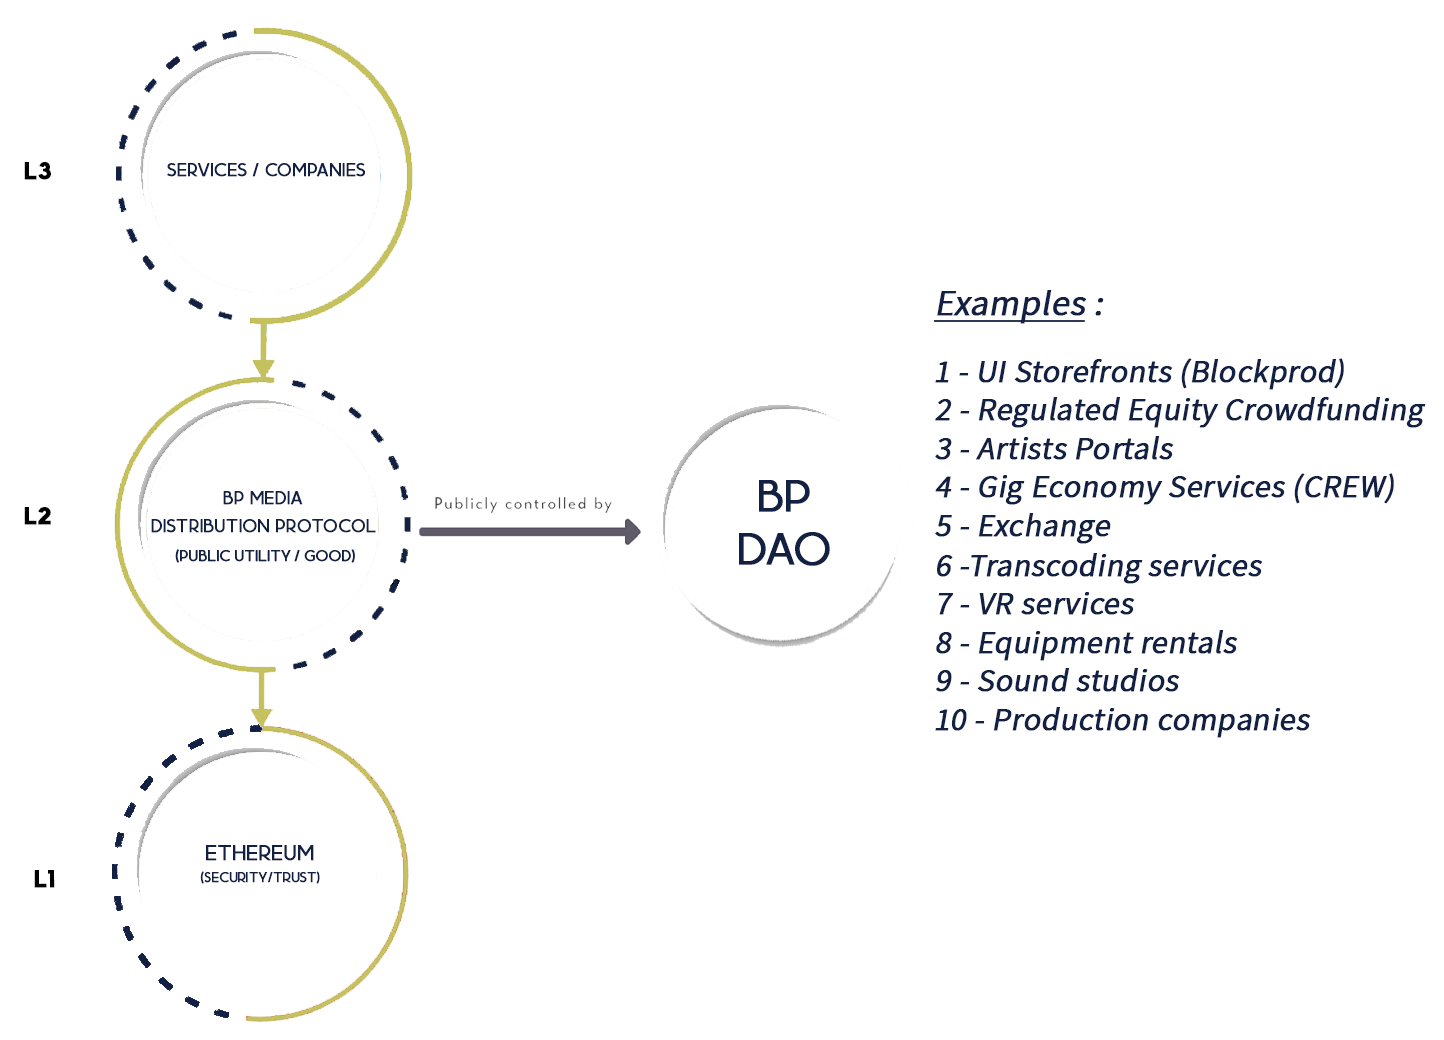 L3
SERVICES / COMPANIES
L2
BP MEDIA
DISTRIBUTION PROTOCOL
(PUBLIC UTILITY / GOOD)
Publicly controlled by
BP
DAO
L1
ETHEREUM
(SECURITY/TRUST)
Examples :
1 - UI Storefronts (Blockprod)
2 - Regulated Equity Crowdfunding
3 - Artists Portals
4 - Gig Economy Services (CREW)
5 - Exchange
6 -Transcoding services
7 - VR services
8 - Equipment rentals
9 - Sound studios
10 - Production companies